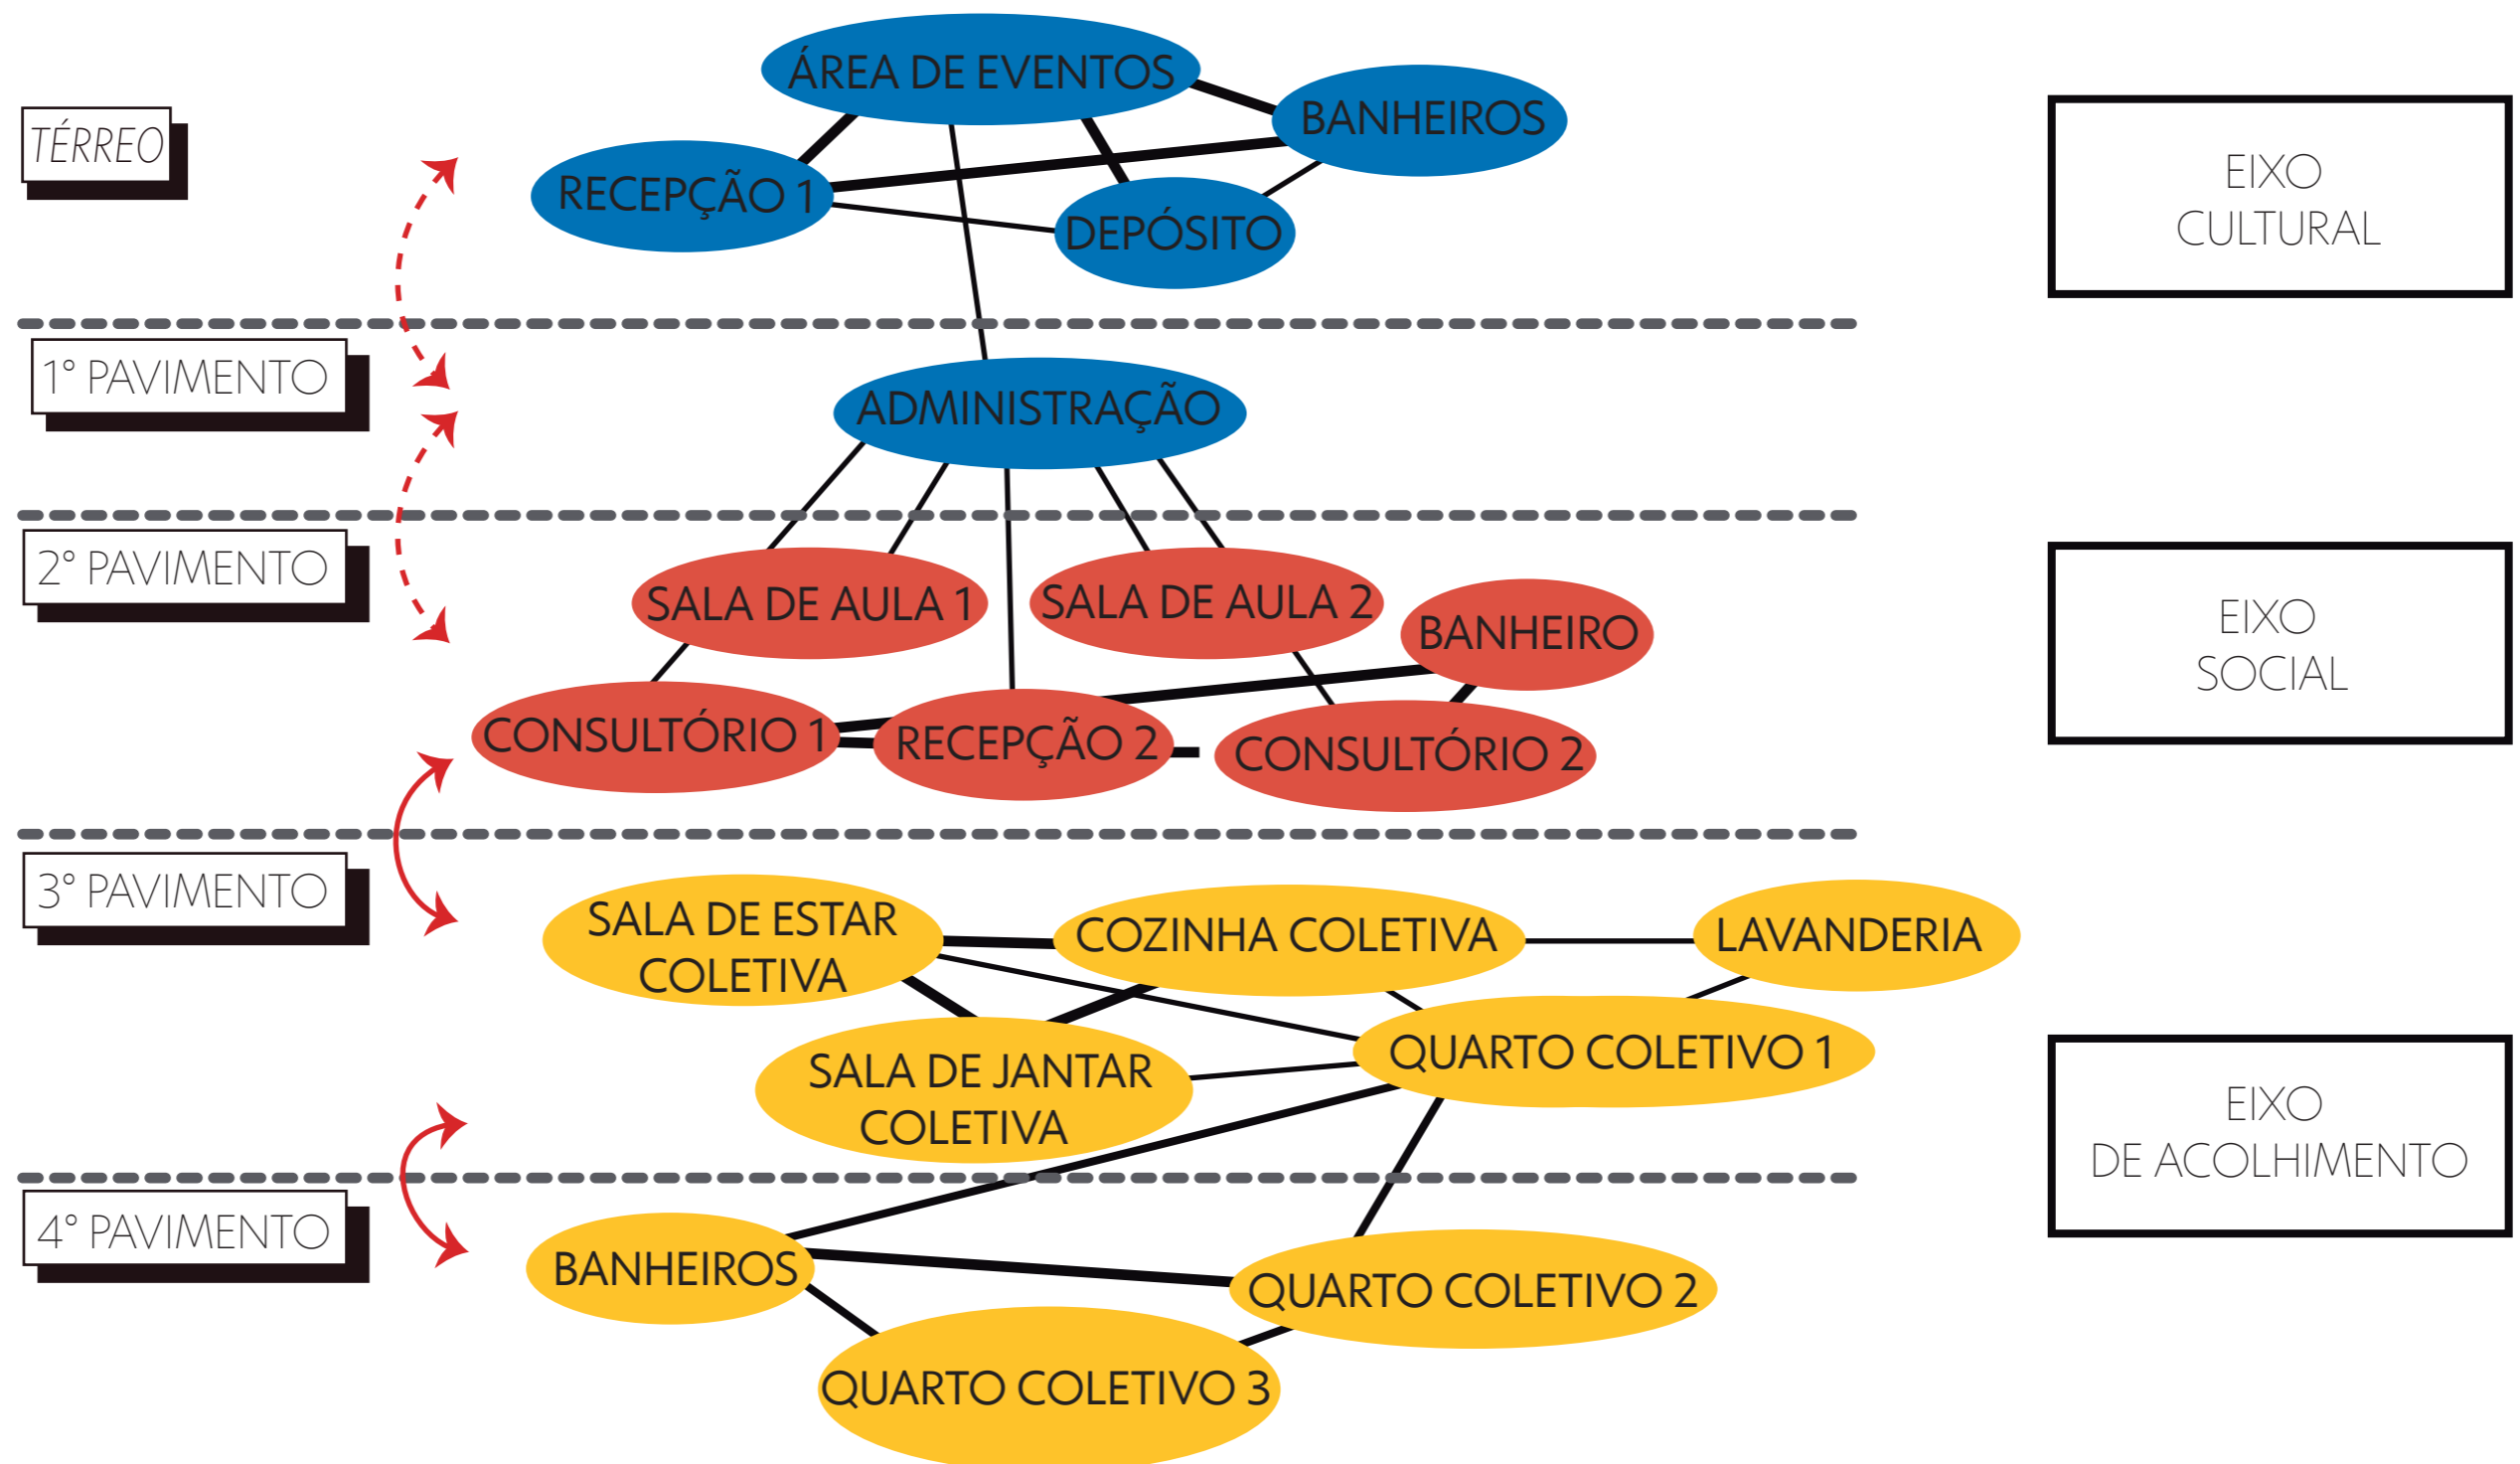 ÁREA DE EVENTOS
BANHEIROS
TÉRREO
RECEPÇÃO 1
DEPÓSITO
EIXO
CULTURAL
1° PAVIMENTO
ADMINISTRAÇÃO
2° PAVIMENTO
SALA DE AULA 1
SALA DE AULA 2
BANHEIRO
EIXO
SOCIAL
CONSULTÓRIO 1
RECEPÇÃO 2
CONSULTÓRIO 2
3° PAVIMENTO
SALA DE ESTAR
COLETIVA
COZINHA COLETIVA
LAVANDERIA
SALA DE JANTAR
COLETIVA
QUARTO COLETIVO 1
EIXO
DE ACOLHIMENTO
4° PAVIMENTO
BANHEIROS
QUARTO COLETIVO 2
QUARTO COLETIVO 3